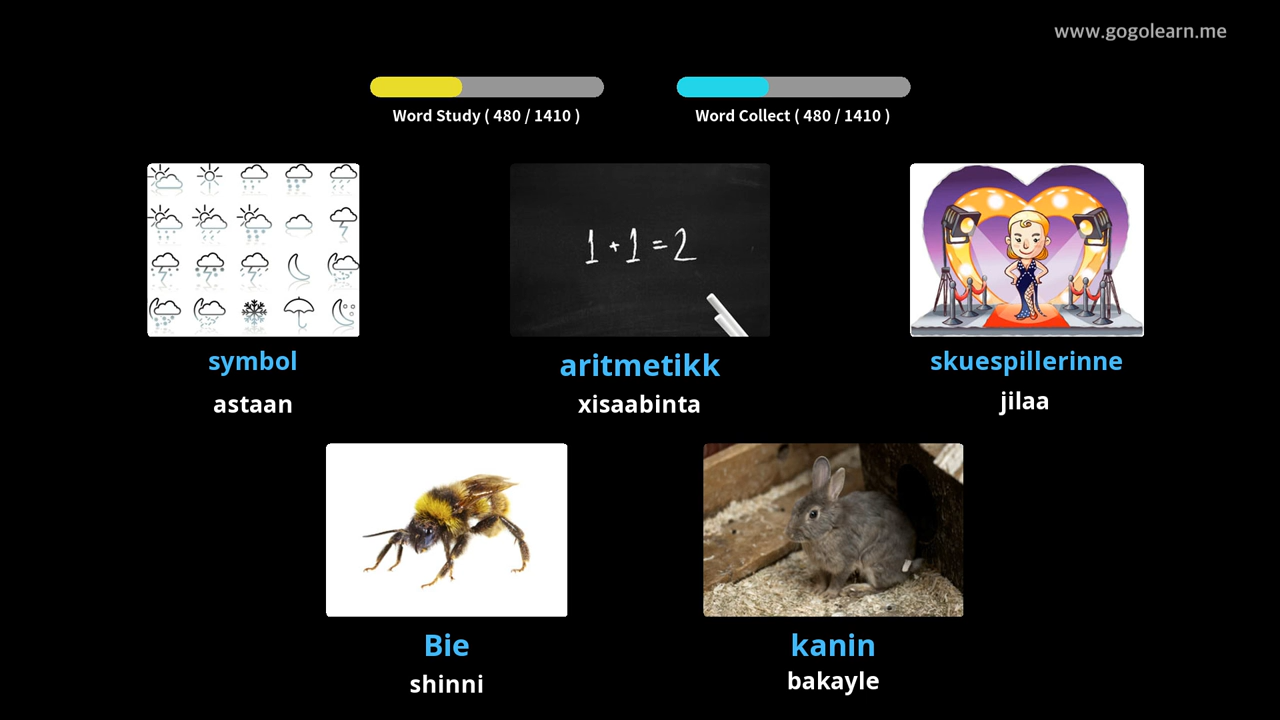 www.gogolearn.me
Word Study ( 480 / 1410 )
Word Collect ( 480 / 1410 )
1 + 1 = 2
symbol
aritmetikk
skuespillerinne
astaan
xisaabinta
jilaa
Bie
kanin
shinni
bakayle